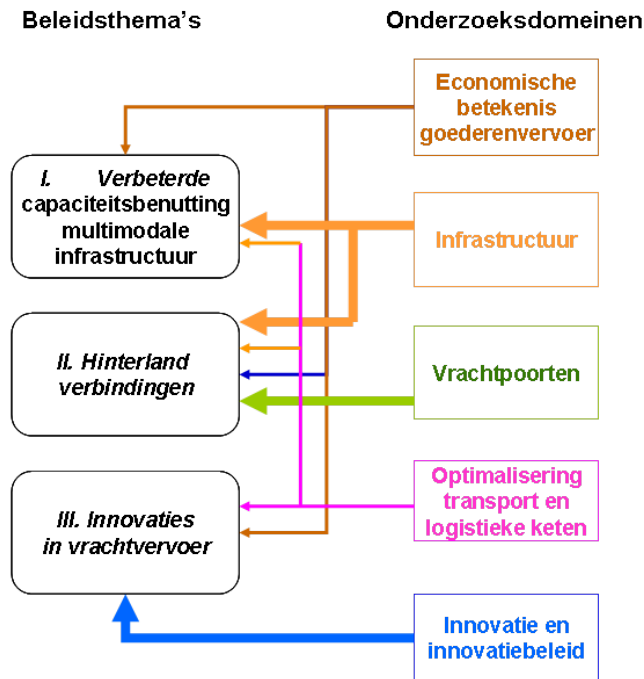 Beleidsthema's
Onderzoeksdomeinen
Economische
betekenis
goederenvervoer
I. Verbeterde
capaciteitsbenutting
multimodale
infrastructuur
Infrastructuur
II. Hinterland
verbindingen
Vrachtpoorten
III. Innovaties
in vrachtvervoer
Optimalisering
transport en
logistieke keten
Innovatie en
innovatiebeleid